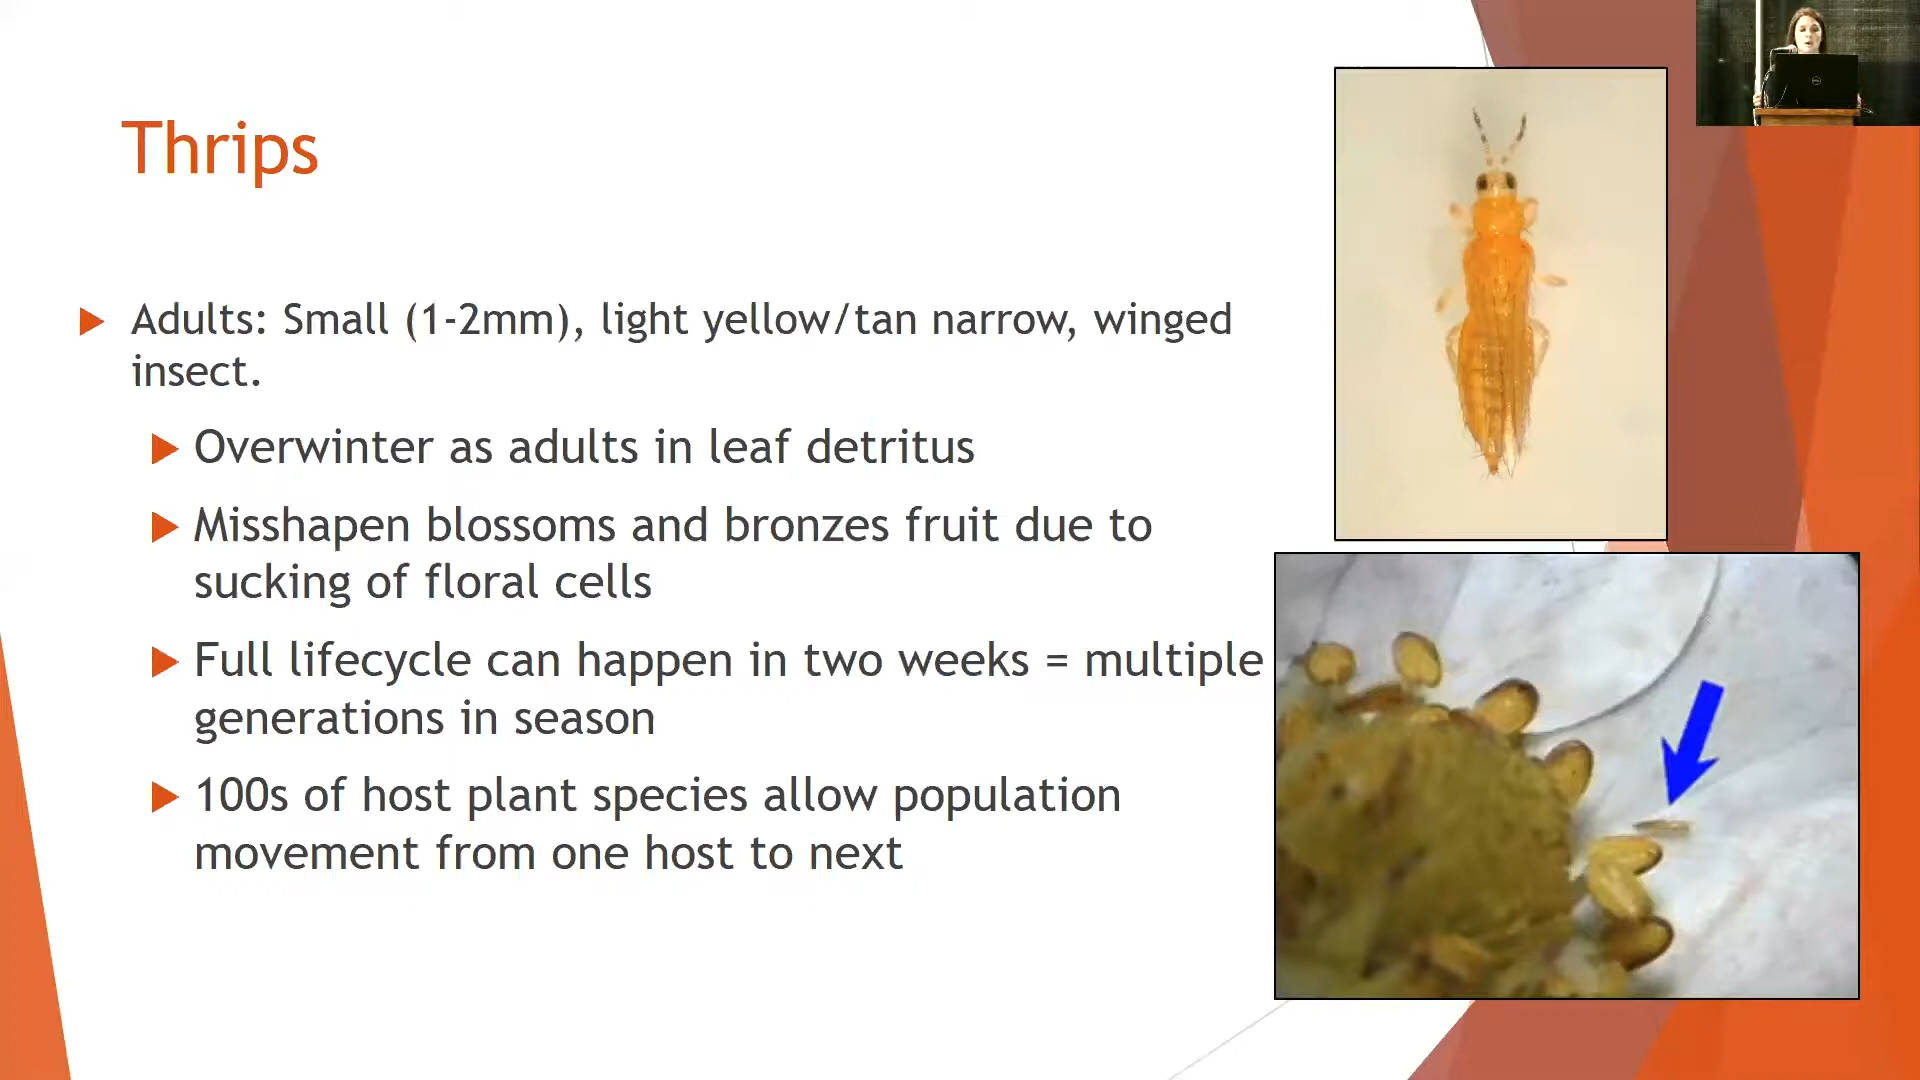 Thrips
Adults: Small (1-2mm), light yellow/tan narrow, winged
insect.
Overwinter as adults in leaf detritus
Misshapen blossoms and bronzes fruit due to
sucking of floral cells
Full lifecycle can happen in two weeks = multiple
generations in season
100s of host plant species allow population
movement from one host to next